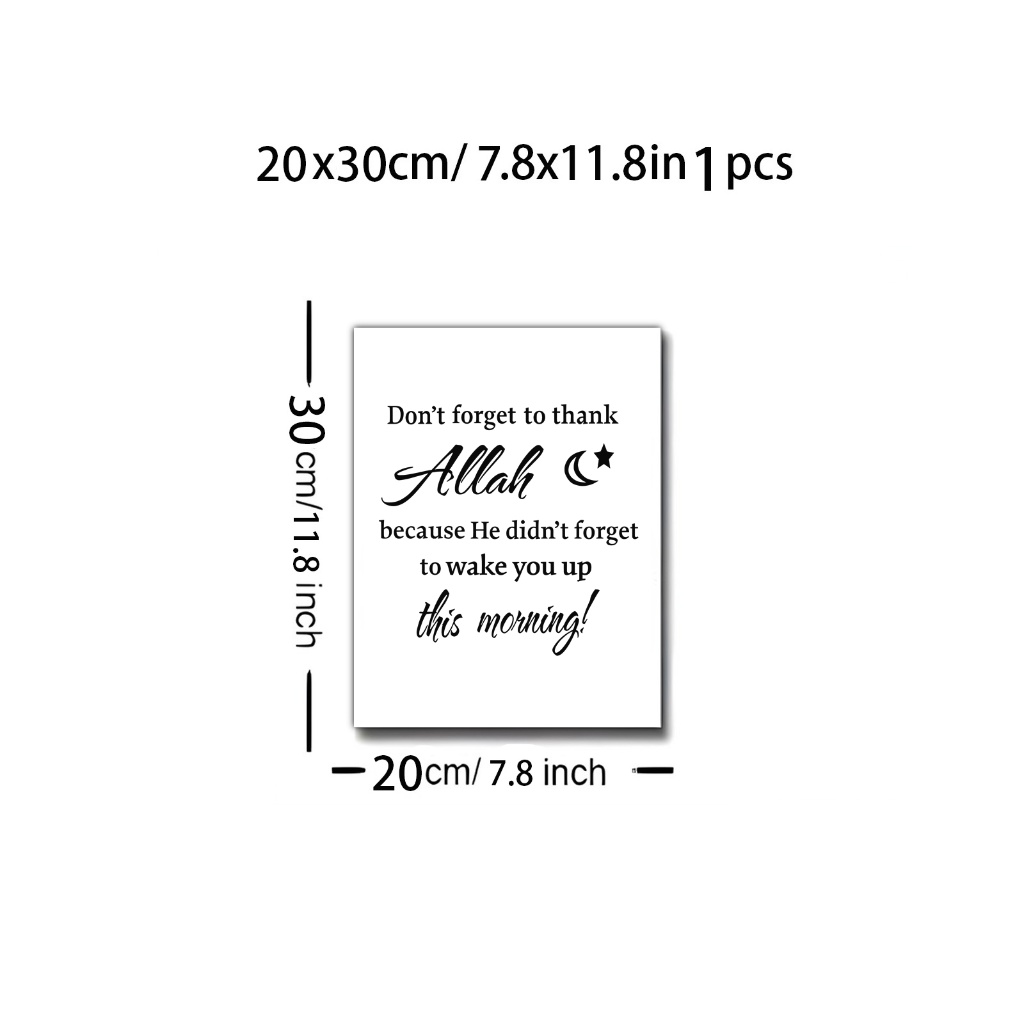 20x30cm/ 7.8x11.8in 1 pcs
30cm/11.8 inch
Don't forget to thank
Allah
because He didn't forget
to wake you up
this morning!
20cm/ 7.8 inch